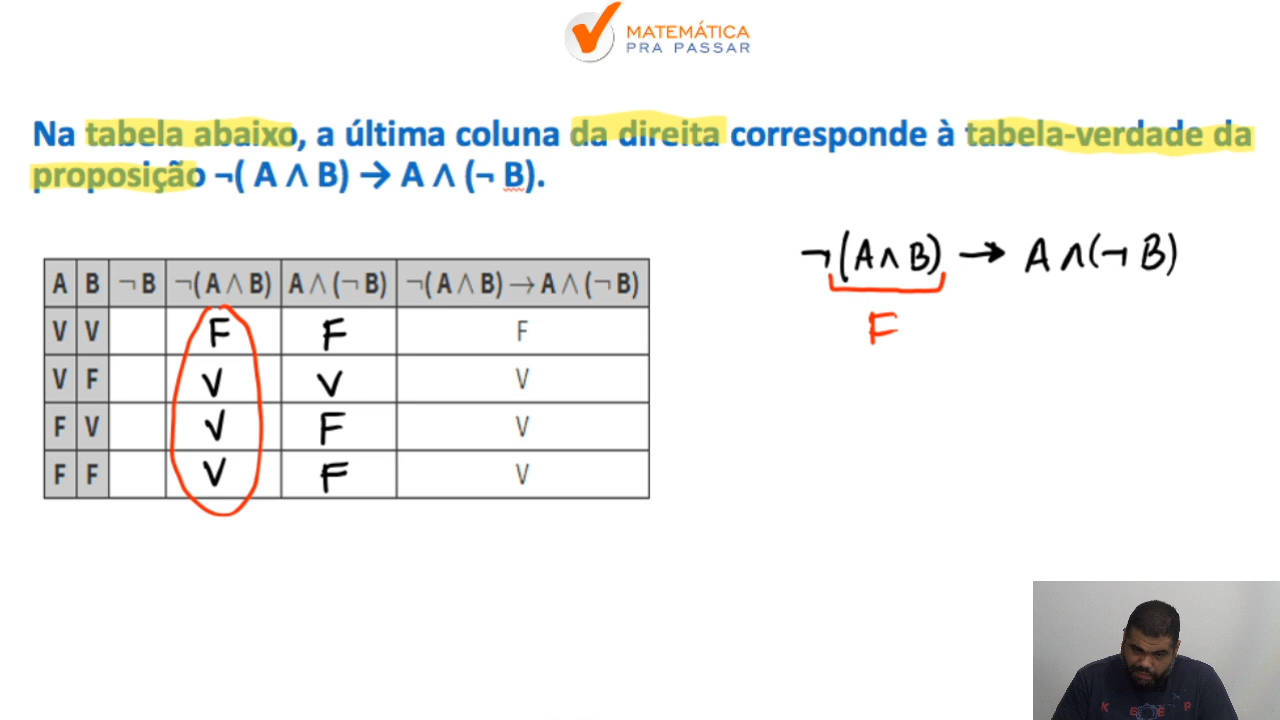 MATEMÁTICA
PRA PASSAR
Na tabela abaixo, a última coluna da direita corresponde à tabela-verdade da
proposição ¬( A ∧ B) → A ∧ (¬ B).
¬(A ∧ B) → A ∧ (¬ B)
F
A B ¬B ¬(A ∧ B) A ∧ (¬B) ¬(A ∧ B) → A ∧ (¬B)
V V F F F
V F V V V
F V V F V
F F V F V
K E E P